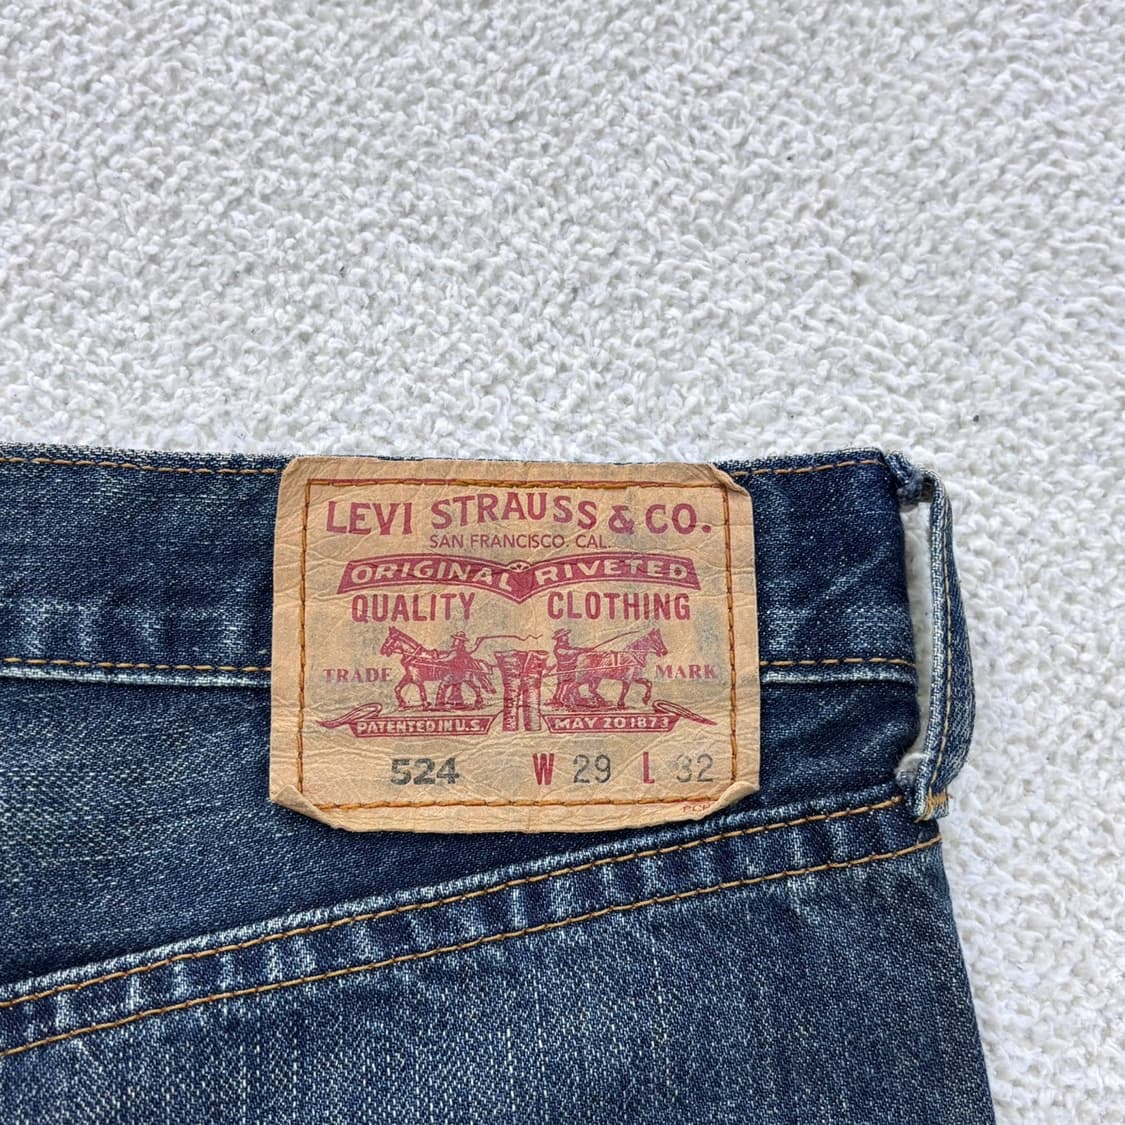 LEVI STRAUSS & CO.
SAN FRANCISCO, CAL.
ORIGINAL RIVETED
QUALITY CLOTHING
TRADE MARK
PATENTED IN U.S. MAY 20 1873
524 W 29 L 32